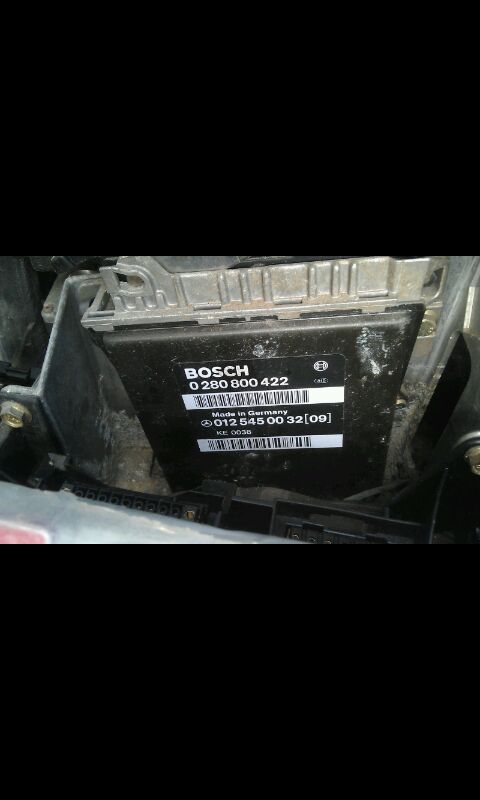 BOSCH
0 280 800 422
Made in Germany
012 545 00 32 [09]
KE 0038